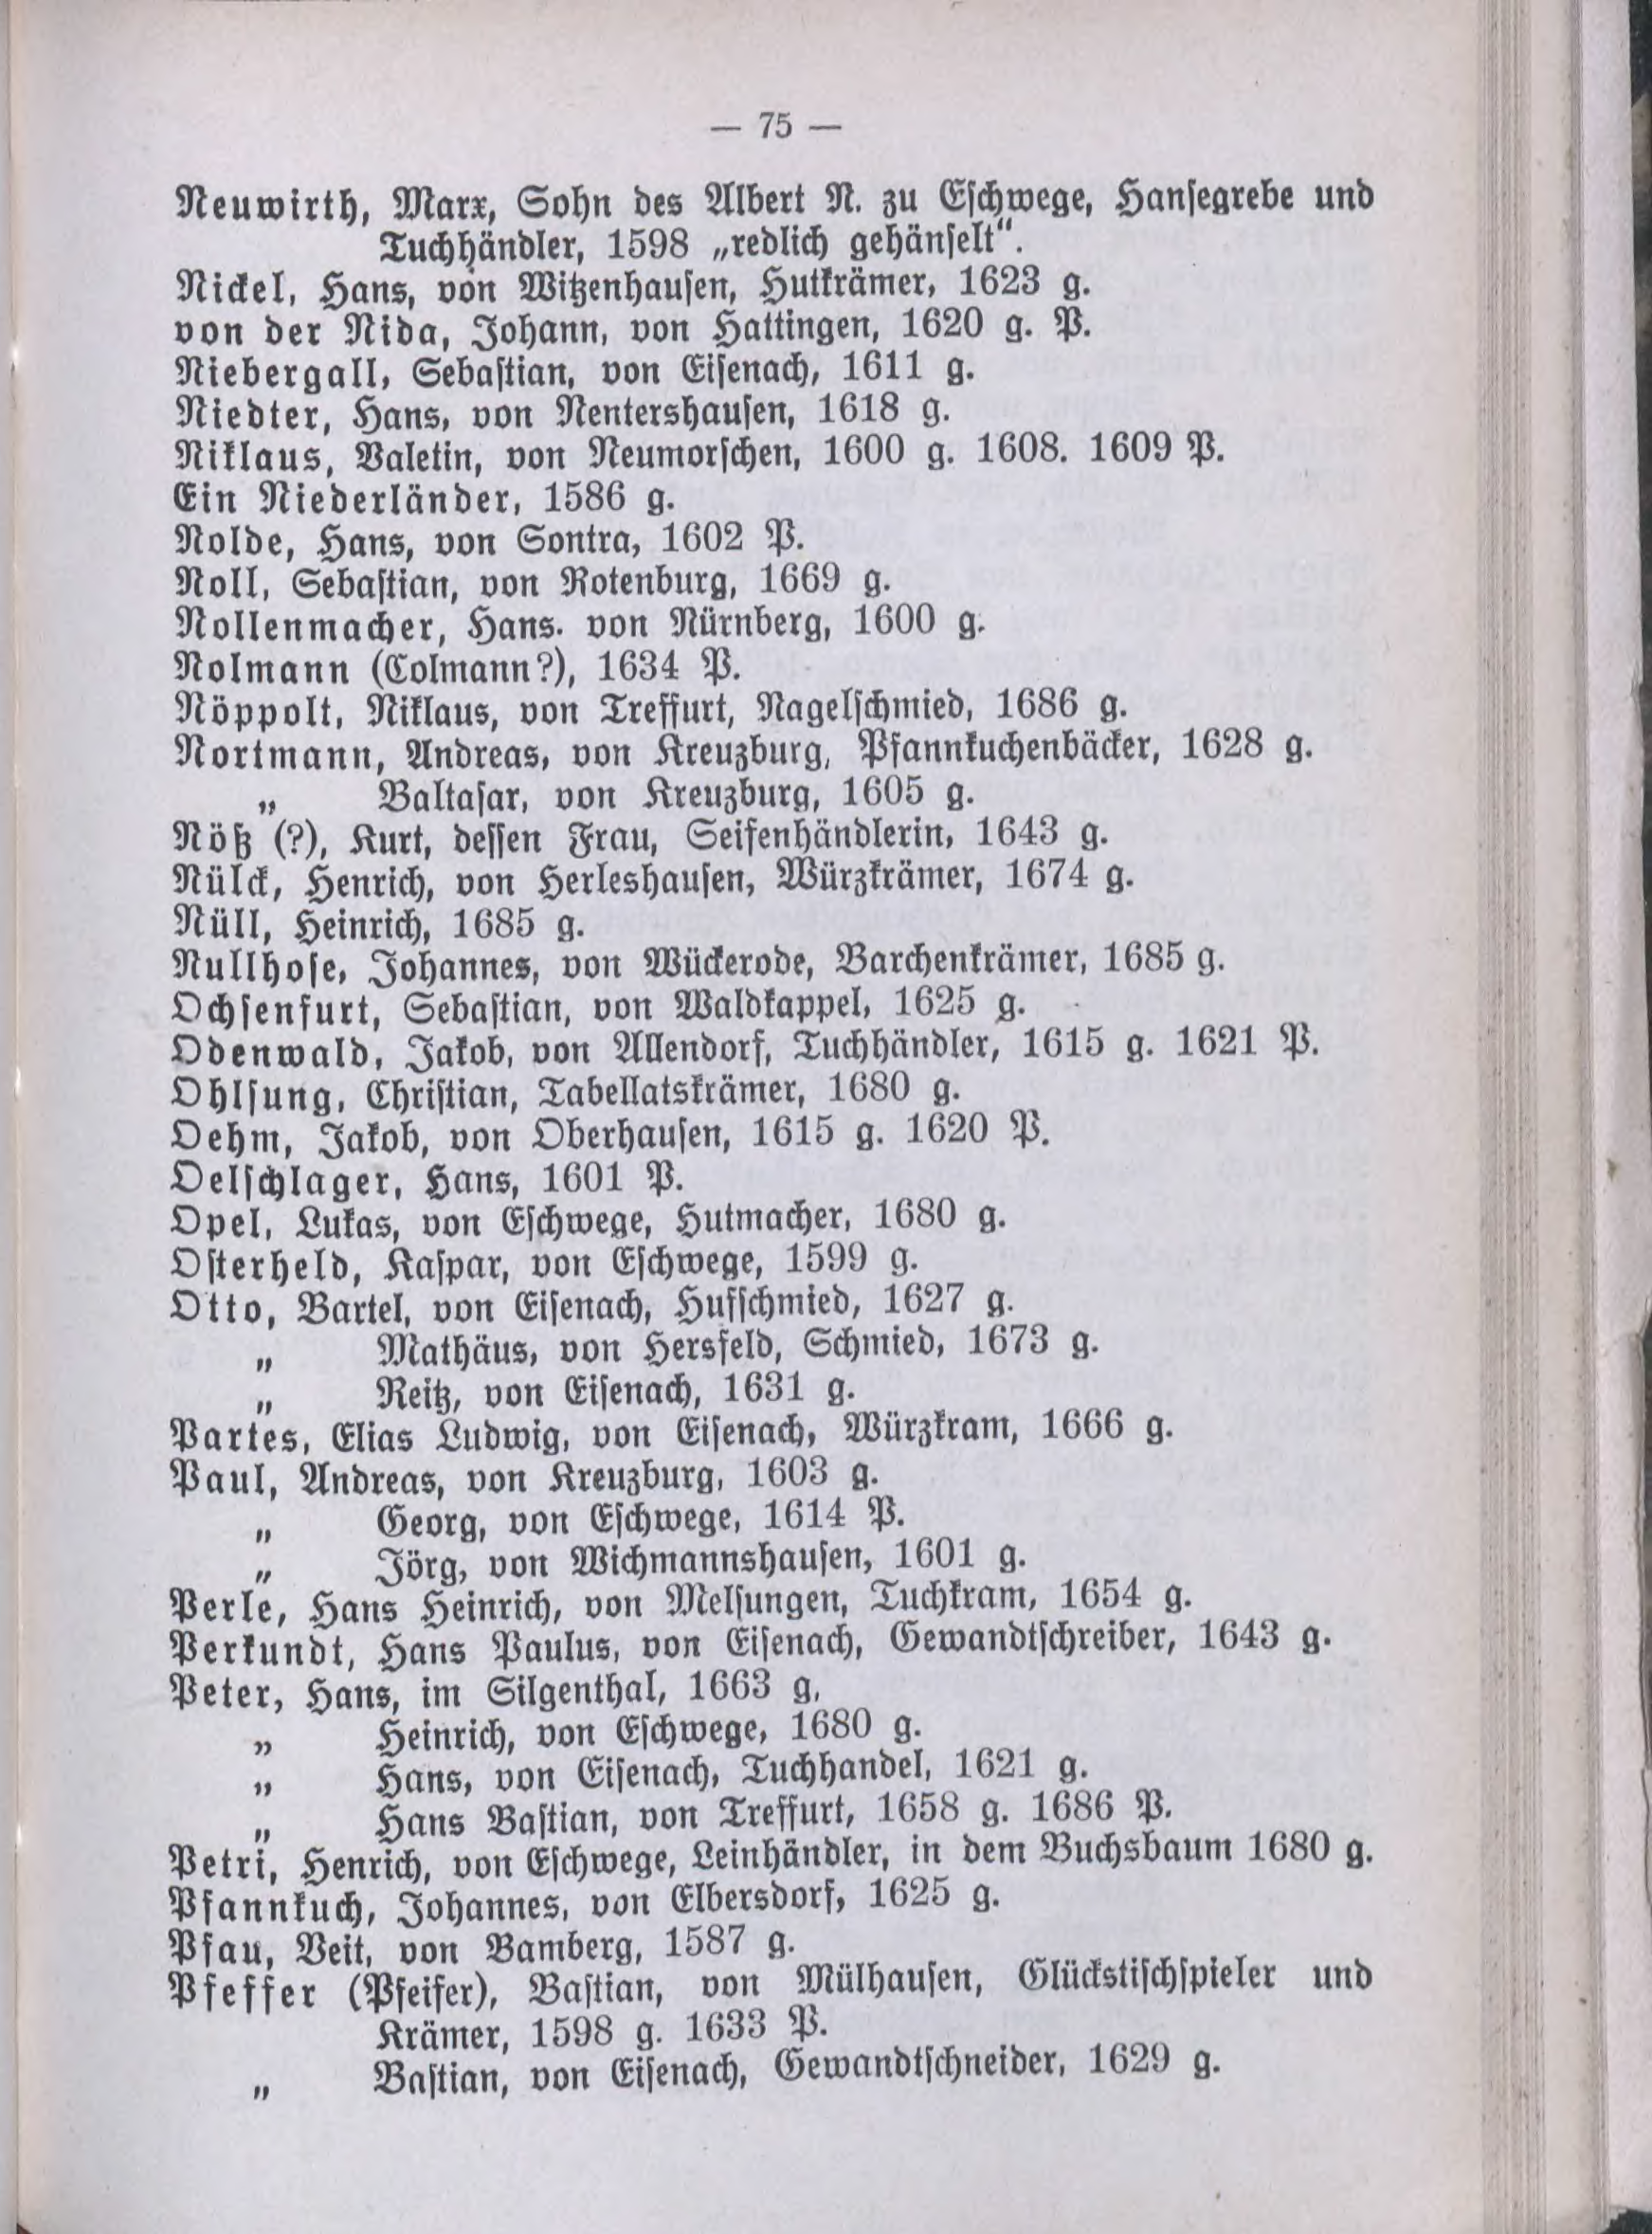 — 75 —
Neuwirth, Marx, Sohn des Albert N. zu Eschwege, Hansegrebe und
Tuchhändler, 1598 „redlich gehänselt“.
Nickel, Hans, von Witzenhausen, Hutkrämer, 1623 g.
von der Nida, Johann, von Hattingen, 1620 g. P.
Niebergall, Sebastian, von Eisenach, 1611 g.
Niedter, Hans, von Nentershausen, 1618 g.
Niklaus, Valetin, von Neumorschen, 1600 g. 1608. 1609 P.
Ein Niederländer, 1586 g.
Nolde, Hans, von Sontra, 1602 P.
Noll, Sebastian, von Rotenburg, 1669 g.
Nollenmacher, Hans. von Nürnberg, 1600 g.
Nolmann (Colmann?), 1634 P.
Nöppolt, Niklaus, von Treffurt, Nagelschmied, 1686 g.
Nortmann, Andreas, von Kreuzburg, Pfannkuchenbäcker, 1628 g.
„ Baltasar, von Kreuzburg, 1605 g.
Nöß (?), Kurt, dessen Frau, Seifenhändlerin, 1643 g.
Nülck, Henrich, von Herleshausen, Würzkrämer, 1674 g.
Nüll, Heinrich, 1685 g.
Nullhose, Johannes, von Wückerode, Barchenkrämer, 1685 g.
Ochsenfurt, Sebastian, von Waldkappel, 1625 g.
Odenwald, Jakob, von Allendorf, Tuchhändler, 1615 g. 1621 P.
Ohlsung, Christian, Tabellatskrämer, 1680 g.
Oehm, Jakob, von Oberhausen, 1615 g. 1620 P.
Oelschlager, Hans, 1601 P.
Opel, Lukas, von Eschwege, Hutmacher, 1680 g.
Osterheld, Kaspar, von Eschwege, 1599 g.
Otto, Bartel, von Eisenach, Hufschmied, 1627 g.
„ Mathäus, von Hersfeld, Schmied, 1673 g.
„ Reitz, von Eisenach, 1631 g.
Partes, Elias Ludwig, von Eisenach, Würzkram, 1666 g.
Paul, Andreas, von Kreuzburg, 1603 g.
„ Georg, von Eschwege, 1614 P.
„ Jörg, von Wichmannshausen, 1601 g.
Perle, Hans Heinrich, von Melsungen, Tuchkram, 1654 g.
Perkundt, Hans Paulus, von Eisenach, Gewandtschreiber, 1643 g.
Peter, Hans, im Silgenthal, 1663 g.
„ Heinrich, von Eschwege, 1680 g.
„ Hans, von Eisenach, Tuchhandel, 1621 g.
„ Hans Bastian, von Treffurt, 1658 g. 1686 P.
Petri, Henrich, von Eschwege, Leinhändler, in dem Buchsbaum 1680 g.
Pfannkuch, Johannes, von Elbersdorf, 1625 g.
Pfau, Veit, von Bamberg, 1587 g.
Pfeffer (Pfeifer), Bastian, von Mülhausen, Glückstischspieler und
Krämer, 1598 g. 1633 P.
„ Bastian, von Eisenach, Gewandtschneider, 1629 g.